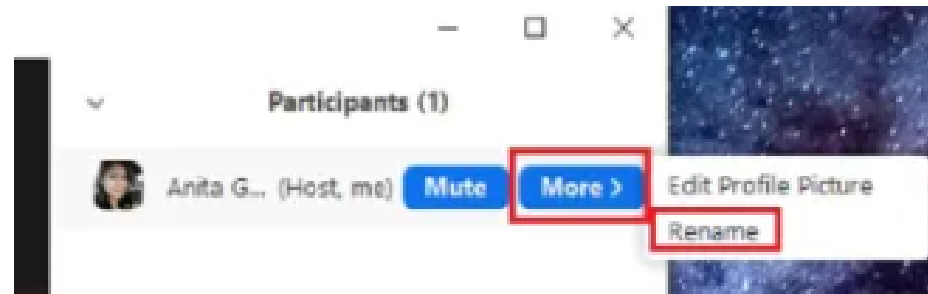 Participants (1)
Anita G... (Host, me) Mute More >
Edit Profile Picture
Rename